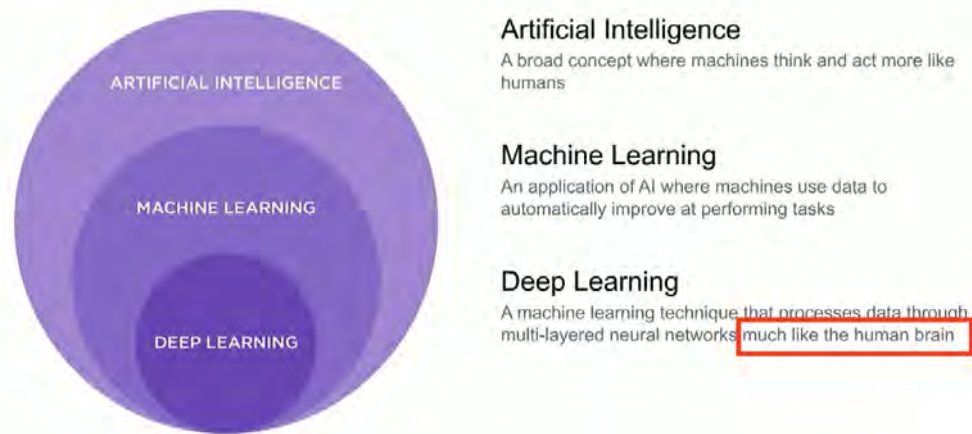 ARTIFICIAL INTELLIGENCE
MACHINE LEARNING
DEEP LEARNING
Artificial Intelligence
A broad concept where machines think and act more like
humans
Machine Learning
An application of AI where machines use data to
automatically improve at performing tasks
Deep Learning
A machine learning technique that processes data through
multi-layered neural networks much like the human brain